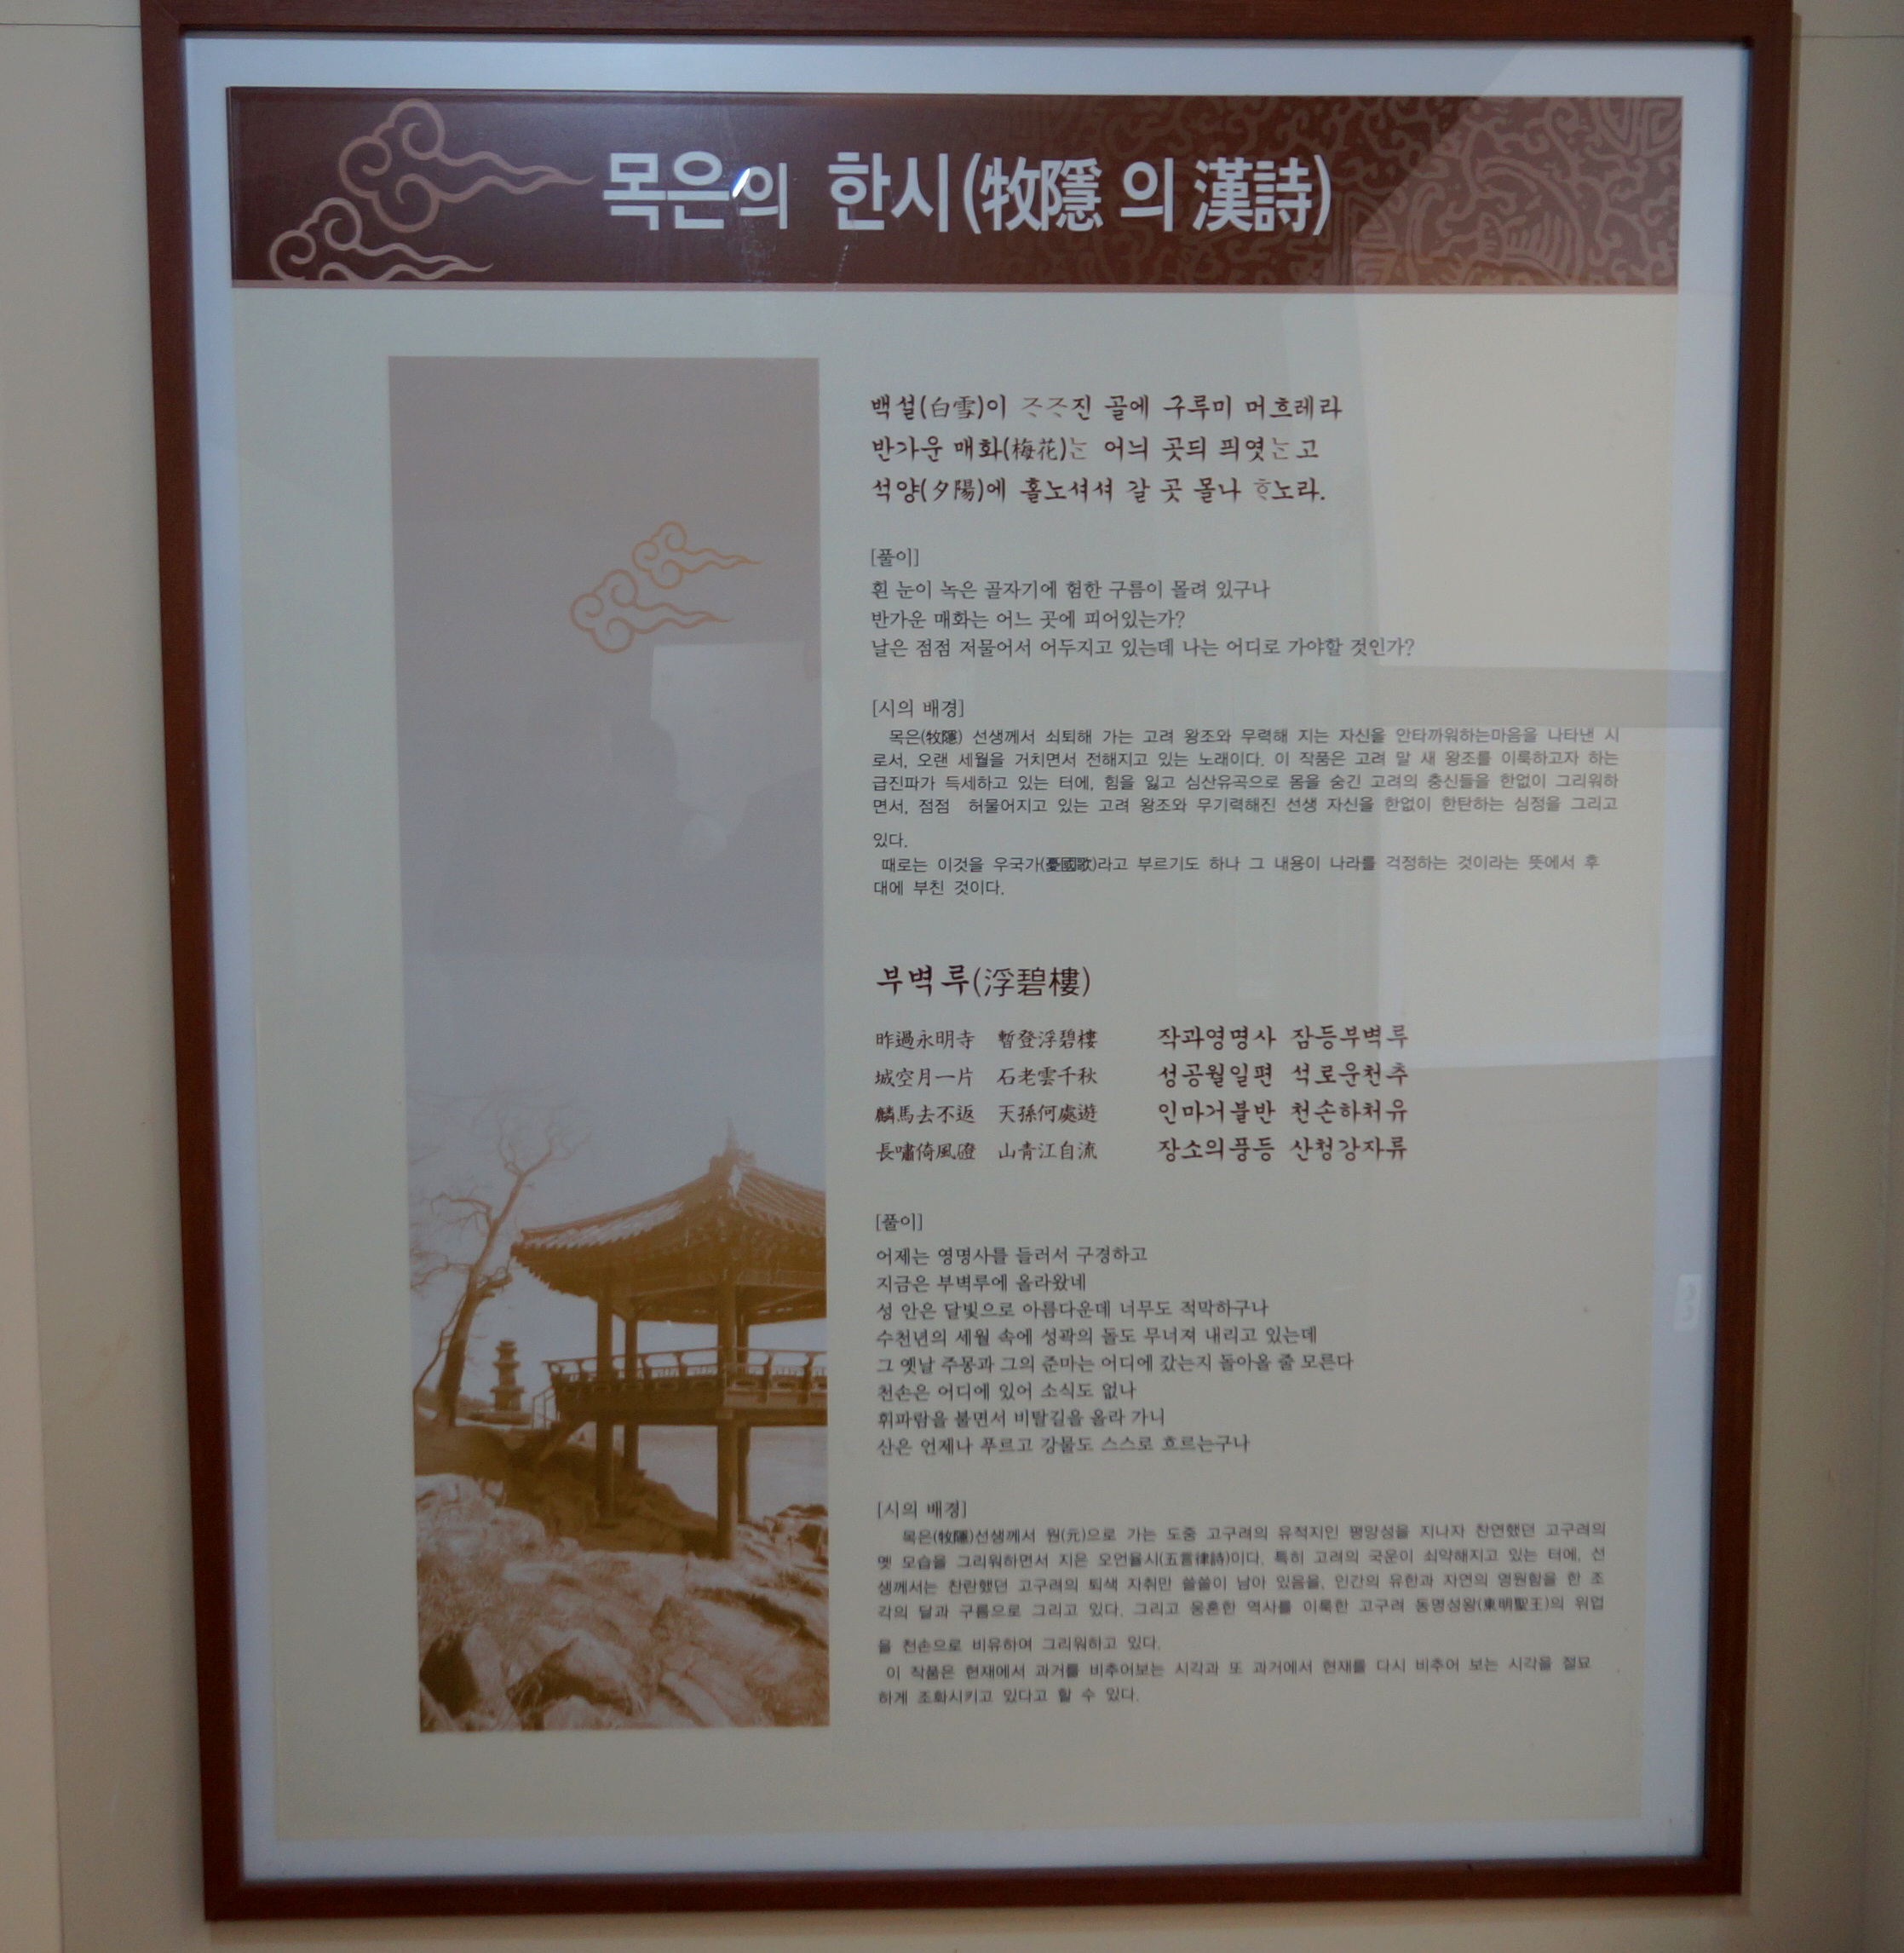 목은의 한시(牧隱 의 漢詩)
백설(白雪)이 ᄌᆞᄌᆞ진 골에 구루미 머흐레라
반가운 매화(梅花)ᄂᆞᆫ 어늬 곳듸 픠엿ᄂᆞᆫ고
석양(夕陽)에 홀노셔셔 갈 곳 몰나 ᄒᆞ노라.
[풀이]
흰 눈이 녹은 골자기에 험한 구름이 몰려 있구나
반가운 매화는 어느 곳에 피어있는가?
날은 점점 저물어서 어두지고 있는데 나는 어디로 가야할 것인가?
[시의 배경]
목은(牧隱) 선생께서 쇠퇴해 가는 고려 왕조와 무력해 지는 자신을 안타까워하는마음을 나타낸 시
로서, 오랜 세월을 거치면서 전해지고 있는 노래이다. 이 작품은 고려 말 새 왕조를 이룩하고자 하는
급진파가 득세하고 있는 터에, 힘을 잃고 심산유곡으로 몸을 숨긴 고려의 충신들을 한없이 그리워하
면서, 점점 허물어지고 있는 고려 왕조와 무기력해진 선생 자신을 한없이 한탄하는 심정을 그리고
있다.
때로는 이것을 우국가(憂國歌)라고 부르기도 하나 그 내용이 나라를 걱정하는 것이라는 뜻에서 후
대에 부친 것이다.
부벽루(浮碧樓)
昨過永明寺 暫登浮碧樓 작과영명사 잠등부벽루
城空月一片 石老雲千秋 성공월일편 석로운천추
麟馬去不返 天孫何處遊 인마거불반 천손하처유
長嘯倚風磴 山青江自流 장소의풍등 산청강자류
[풀이]
어제는 영명사를 들러서 구경하고
지금은 부벽루에 올라왔네
성 안은 달빛으로 아름다운데 너무도 적막하구나
수천년의 세월 속에 성곽의 돌도 무너져 내리고 있는데
그 옛날 주몽과 그의 준마는 어디에 갔는지 돌아올 줄 모른다
천손은 어디에 있어 소식도 없나
휘파람을 불면서 비탈길을 올라 가니
산은 언제나 푸르고 강물도 스스로 흐르는구나
[시의 배경]
목은(牧隱)선생께서 원(元)으로 가는 도중 고구려의 유적지인 평양성을 지나자 찬연했던 고구려의
옛 모습을 그리워하면서 지은 오언율시(五言律詩)이다. 특히 고려의 국운이 쇠약해지고 있는 터에, 선
생께서는 찬란했던 고구려의 퇴색 자취만 쓸쓸이 남아 있음을, 인간의 유한과 자연의 영원함을 한 조
각의 달과 구름으로 그리고 있다. 그리고 웅혼한 역사를 이룩한 고구려 동명성왕(東明聖王)의 위업
을 천손으로 비유하여 그리워하고 있다.
이 작품은 현재에서 과거를 비추어보는 시각과 또 과거에서 현재를 다시 비추어 보는 시각을 절묘
하게 조화시키고 있다고 할 수 있다.